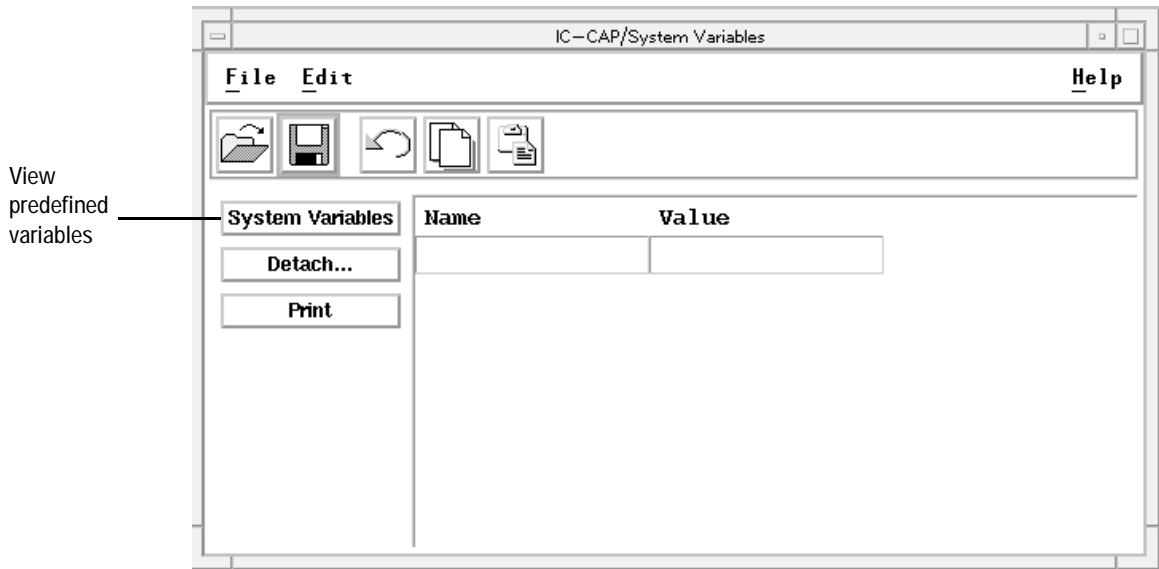 IC-CAP/System Variables
File Edit Help
View
predefined
variables
System Variables
Name Value
Detach...
Print